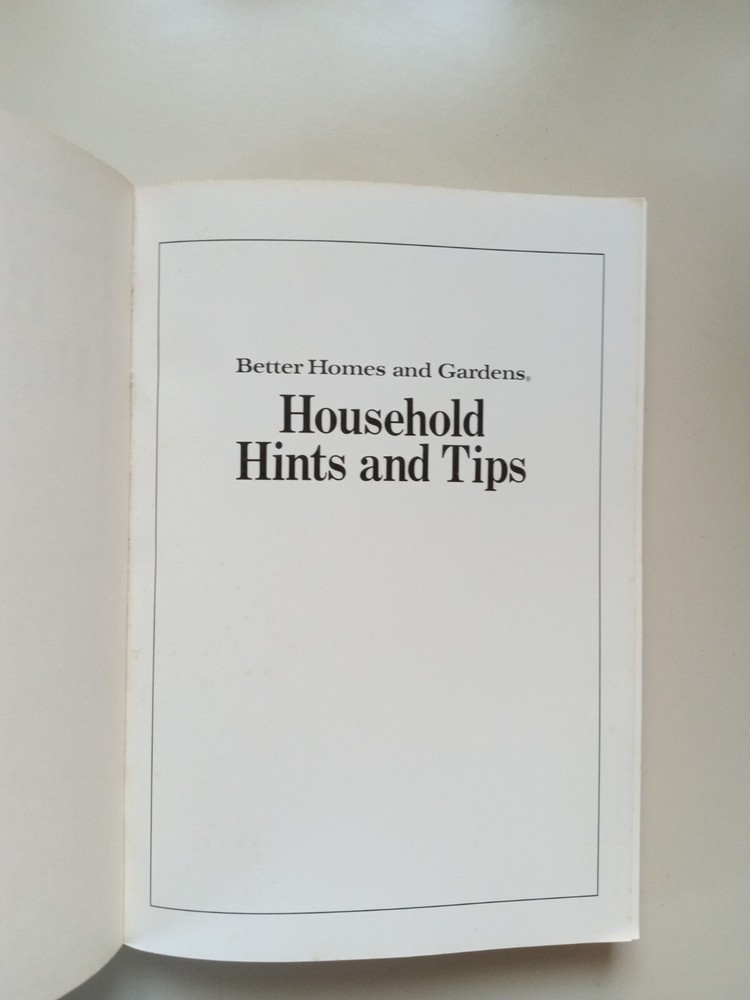 Better Homes and Gardens®
Household
Hints and Tips